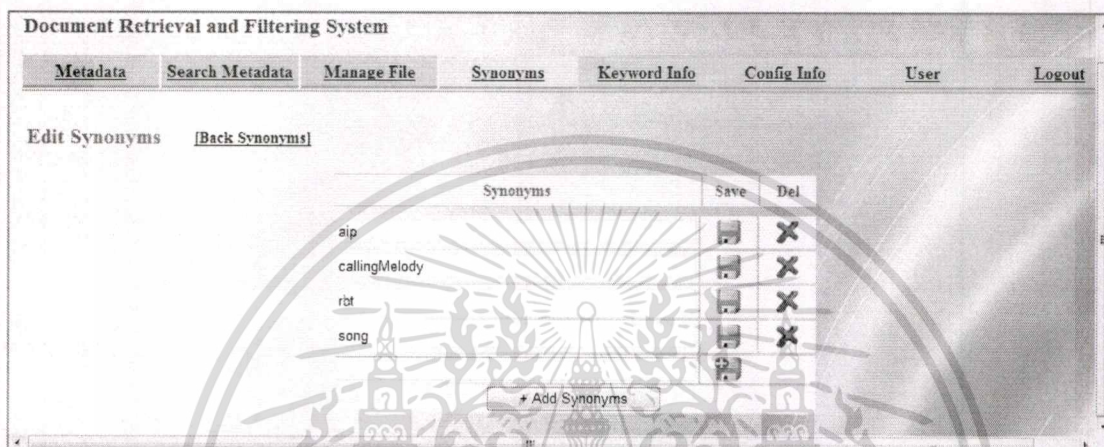 Document Retrieval and Filtering System
Metadata Search Metadata Manage File Synonyms Keyword Info Config Info User Logout
Edit Synonyms [Back Synonyms]
Synonyms Save Del
aip
callingMelody
rbt
song
+ Add Synonyms